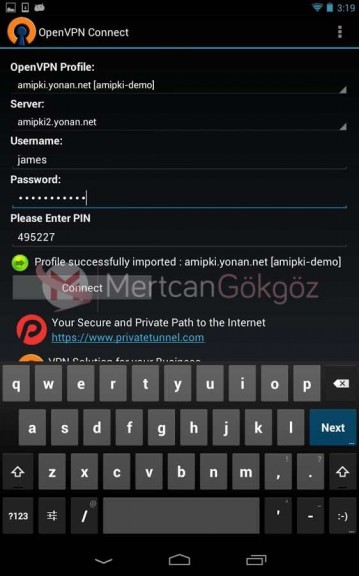 3:19
OpenVPN Connect
OpenVPN Profile:
amipki.yonan.net [amipki-demo]
Server:
amipki2.yonan.net
Username:
james
Password:
•••••••••••
Please Enter PIN
495227
Profile successfully imported : amipki.yonan.net [amipki-demo]
MertcanGökgöz
Connect
Your Secure and Private Path to the Internet
https://www.privatetunnel.com
VPN Solution for your Business
q w e r t y u i o p
a s d f g h j k l Next
z x c v b n m , .
?123 / ' - :-)